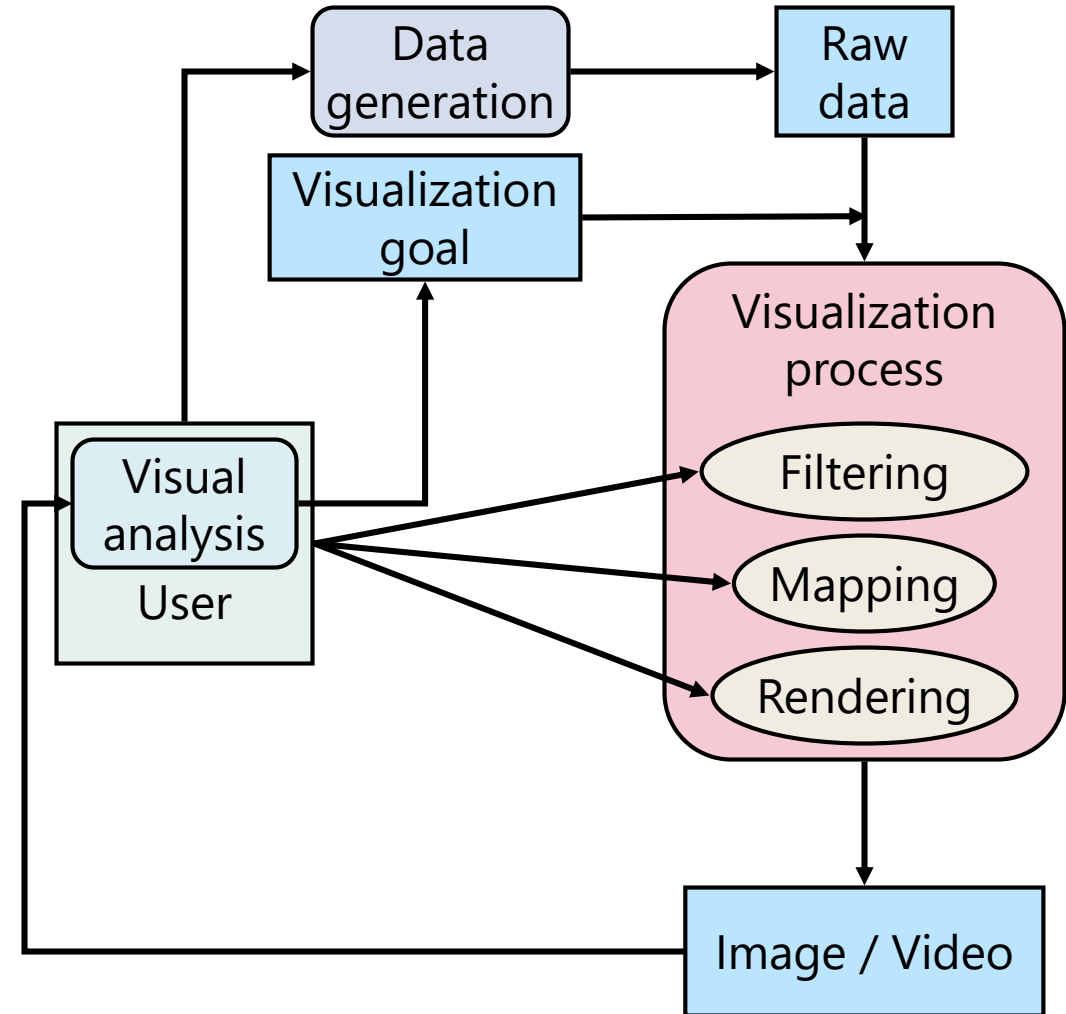 Data
generation
Raw
data
Visualization
goal
Visualization
process
Filtering
Visual
analysis
Mapping
User
Rendering
Image / Video